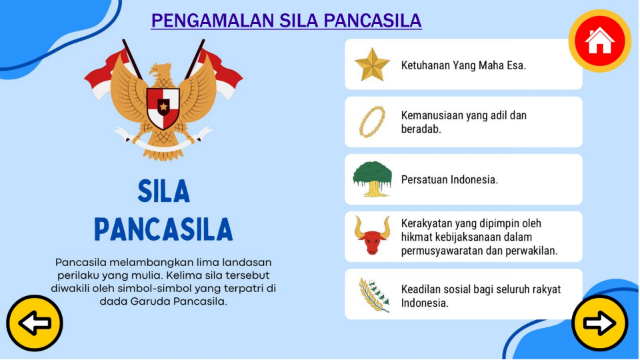 PENGAMALAN SILA PANCASILA
SILA
PANCASILA
Pancasila melambangkan lima landasan
perilaku yang mulia. Kelima sila tersebut
diwakili oleh simbol-simbol yang terpatri di
dada Garuda Pancasila.
Ketuhanan Yang Maha Esa.
Kemanusiaan yang adil dan
beradab.
Persatuan Indonesia.
Kerakyatan yang dipimpin oleh
hikmat kebijaksanaan dalam
permusyawaratan dan perwakilan.
Keadilan sosial bagi seluruh rakyat
Indonesia.